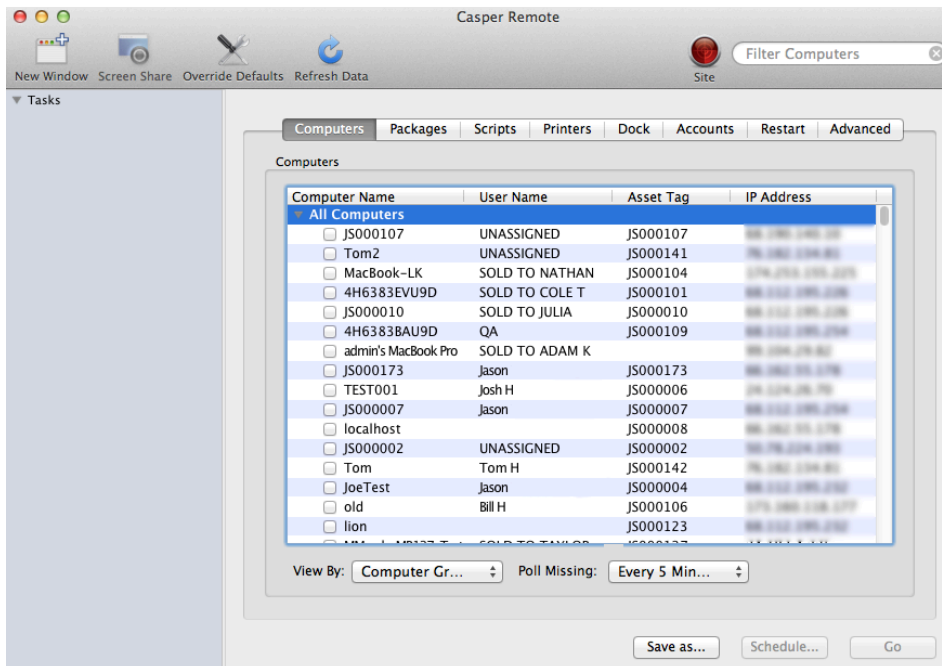 Casper Remote
New Window Screen Share Override Defaults Refresh Data Site Filter Computers
Tasks
Computers Packages Scripts Printers Dock Accounts Restart Advanced
Computers
Computer Name User Name Asset Tag IP Address
All Computers
JS000107 UNASSIGNED JS000107
Tom2 UNASSIGNED JS000141
MacBook-LK SOLD TO NATHAN JS000104
4H6383EVU9D SOLD TO COLE T JS000101
JS000010 SOLD TO JULIA JS000010
4H6383BAU9D QA JS000109
admin's MacBook Pro SOLD TO ADAM K
JS000173 Jason JS000173
TEST001 Josh H JS000006
JS000007 Jason JS000007
localhost JS000008
JS000002 UNASSIGNED JS000002
Tom Tom H JS000142
JoeTest Jason JS000004
old Bill H JS000106
lion JS000123
SOLD TO TAYLOR
View By: Computer Gr... Poll Missing: Every 5 Min...
Save as... Schedule... Go